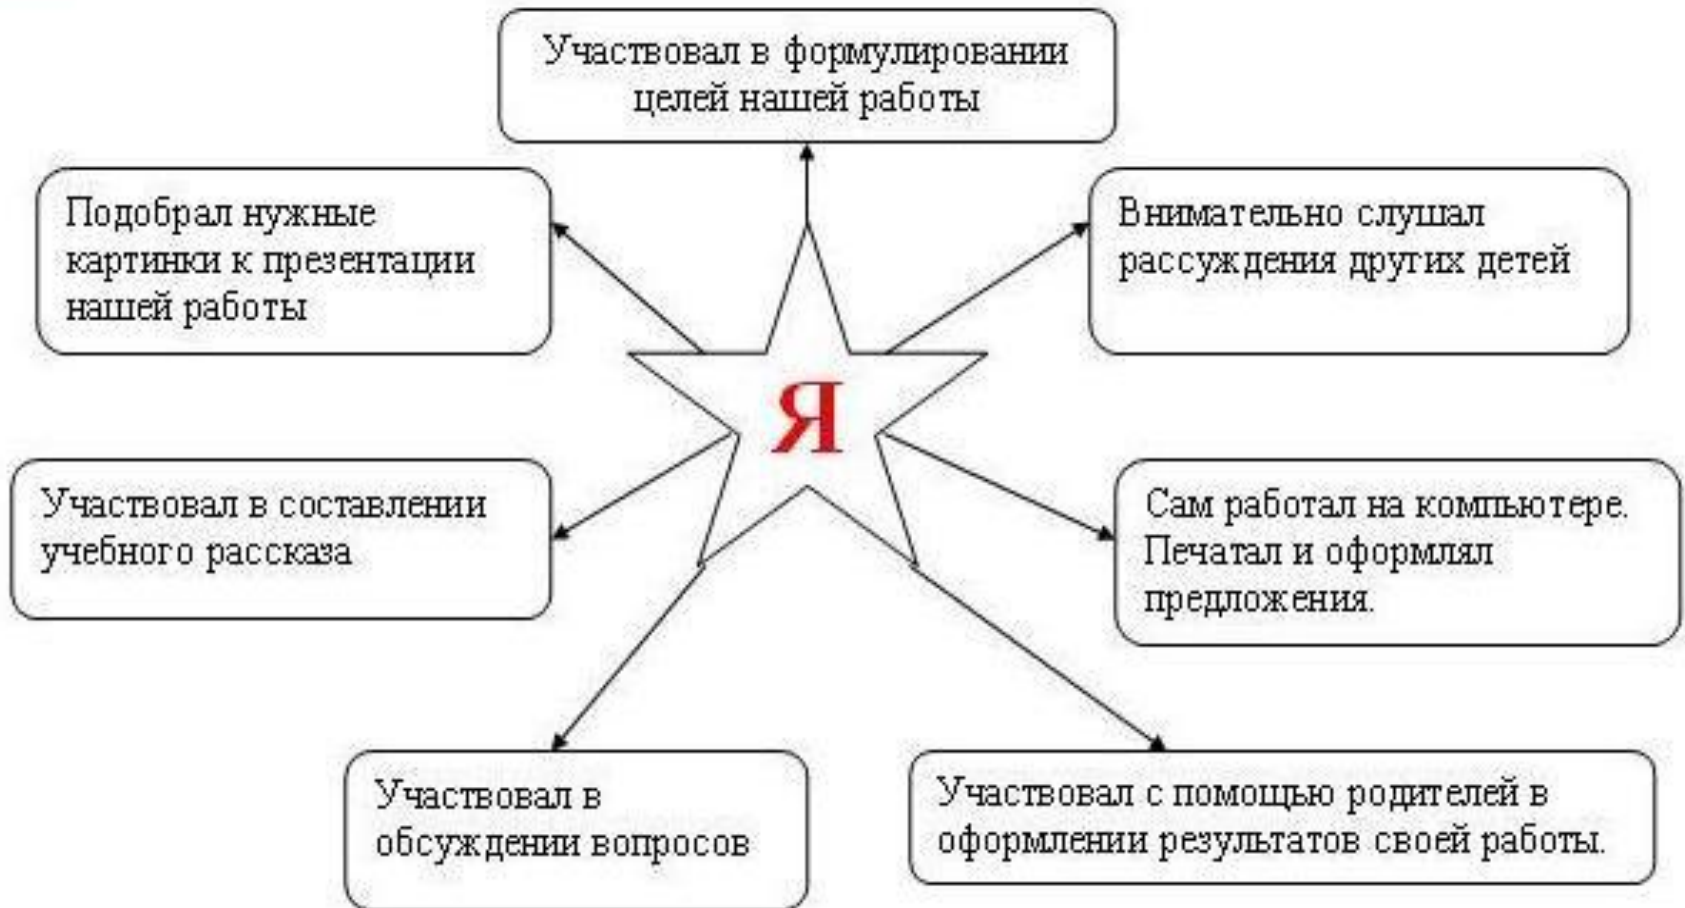 Участвовал в формулировании
целей нашей работы
Подобрал нужные
картинки к презентации
нашей работы
Внимательно слушал
рассуждения других детей
Я
Участвовал в составлении
учебного рассказа
Сам работал на компьютере.
Печатал и оформлял
предложения.
Участвовал в
обсуждении вопросов
Участвовал с помощью родителей в
оформлении результатов своей работы.